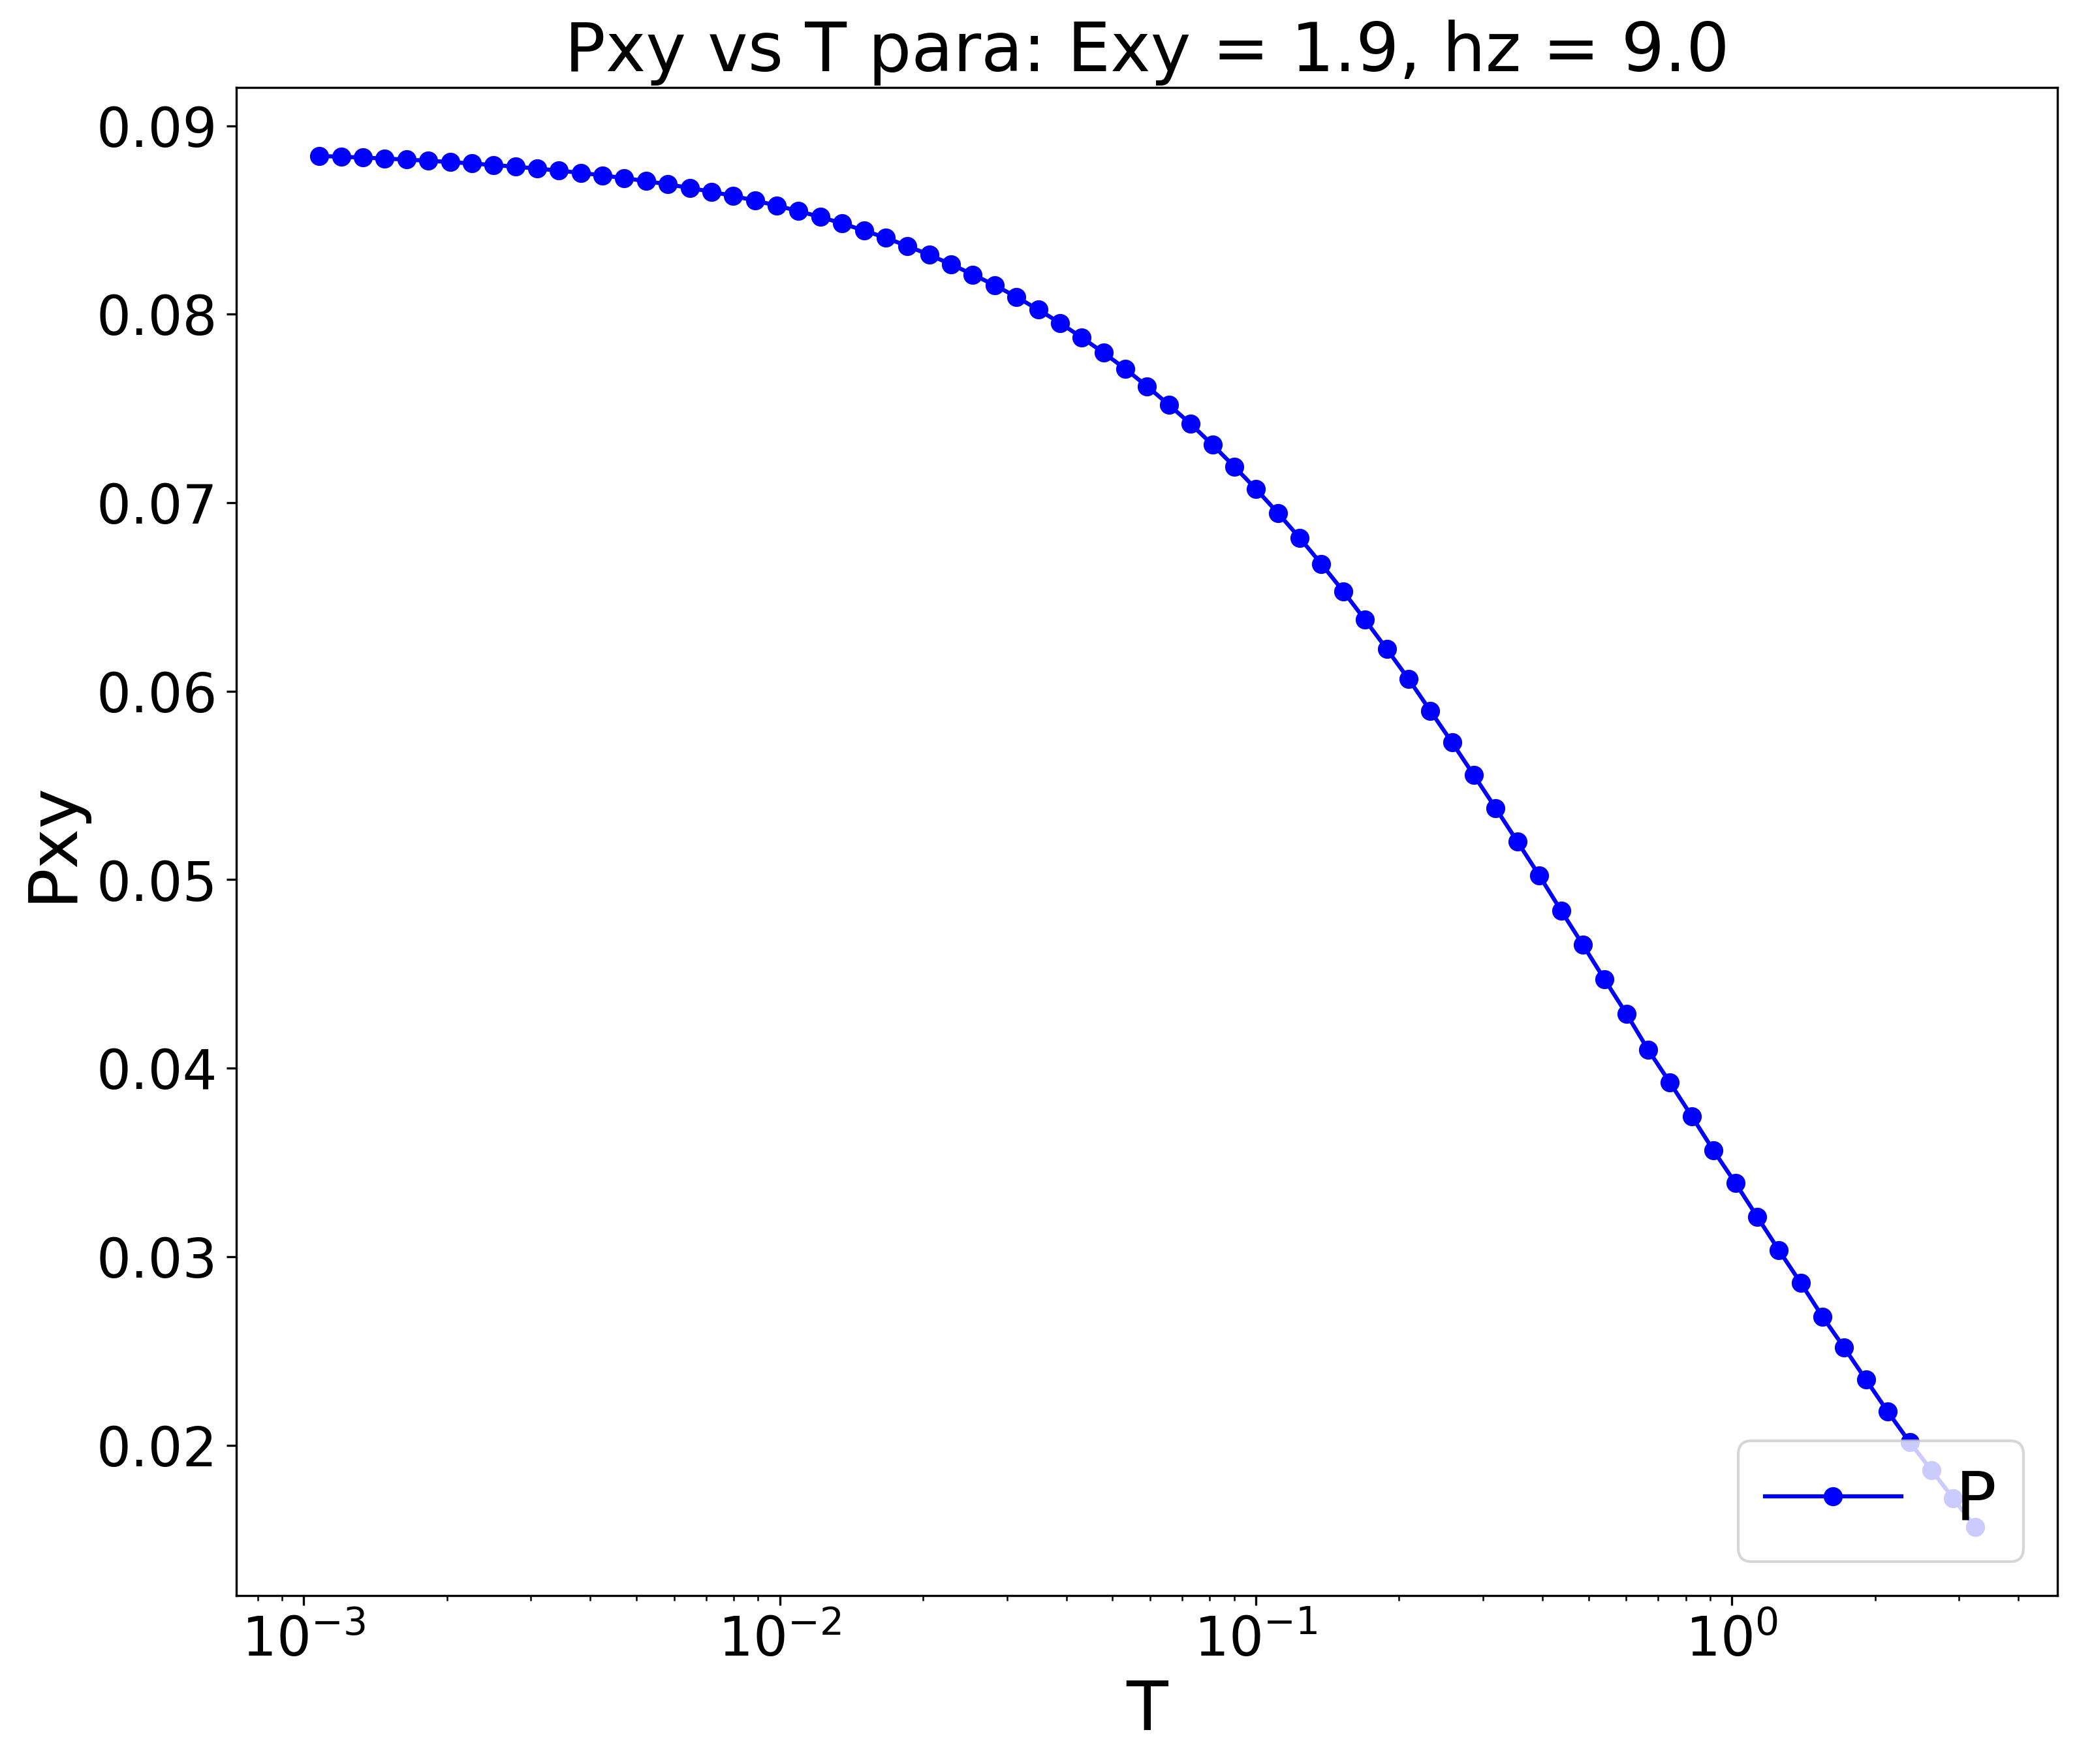 Pxy vs T para: Exy = 1.9, hz = 9.0
0.09
0.08
0.07
0.06
0.05
0.04
0.03
0.02
Pxy
P
10⁻³ 10⁻² 10⁻¹ 10⁰
T